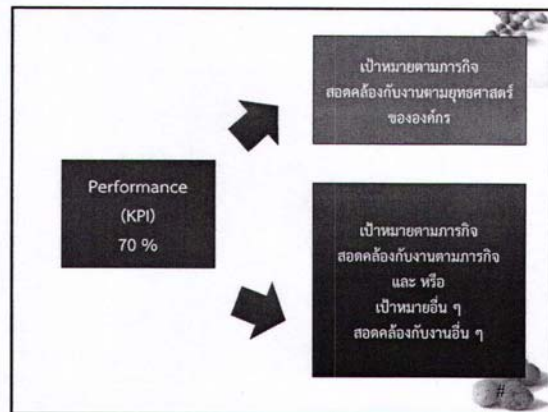 Performance
(KPI)
70 %
เป้าหมายตามภารกิจ
สอดคล้องกับงานตามยุทธศาสตร์
ขององค์กร
เป้าหมายตามภารกิจ
สอดคล้องกับงานตามภารกิจ
และ หรือ
เป้าหมายอื่น ๆ
สอดคล้องกับงานอื่น ๆ
#